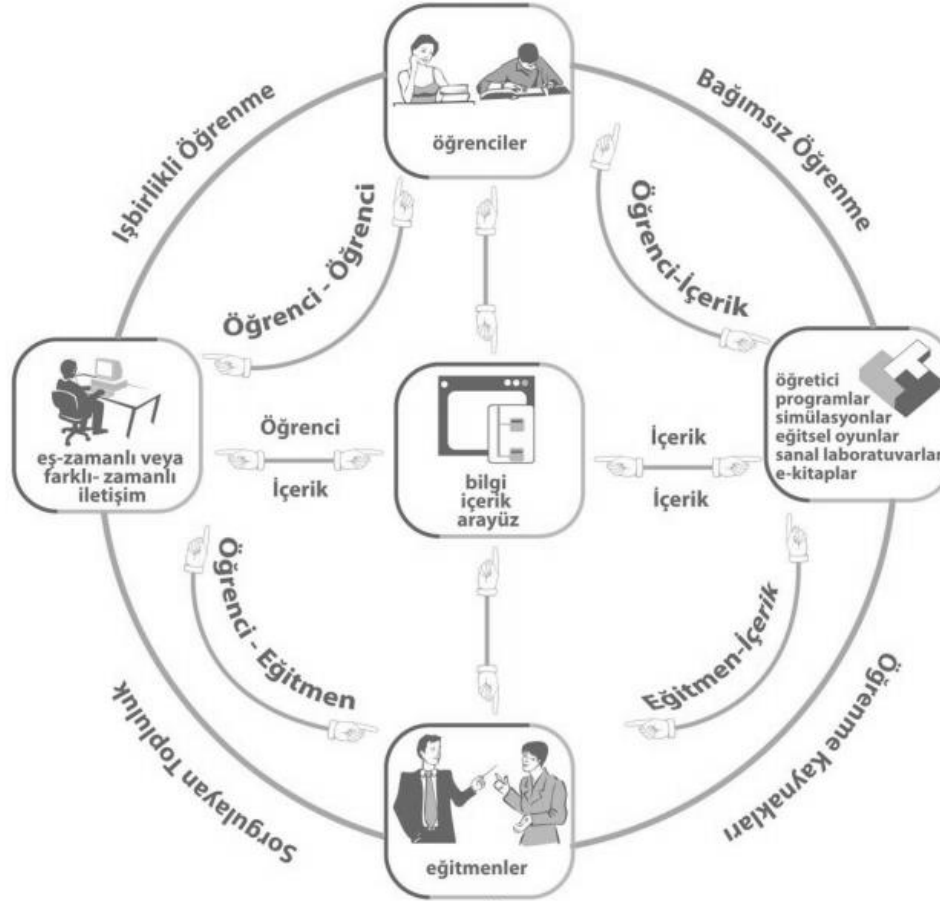 öğrenciler
İşbirlikli Öğrenme
Bağımsız Öğrenme
Öğrenci - Öğrenci
Öğrenci-İçerik
eş-zamanlı veya
farklı- zamanlı
iletişim
Öğrenci
İçerik
bilgi
içerik
arayüz
İçerik
İçerik
öğretici
programlar
simülasyonlar
eğitsel oyunlar
sanal laboratuvarlar
e-kitaplar
Öğrenci - Eğitmen
Eğitmen-İçerik
Sorgulayan Topluluk
Öğrenme Kaynakları
eğitmenler